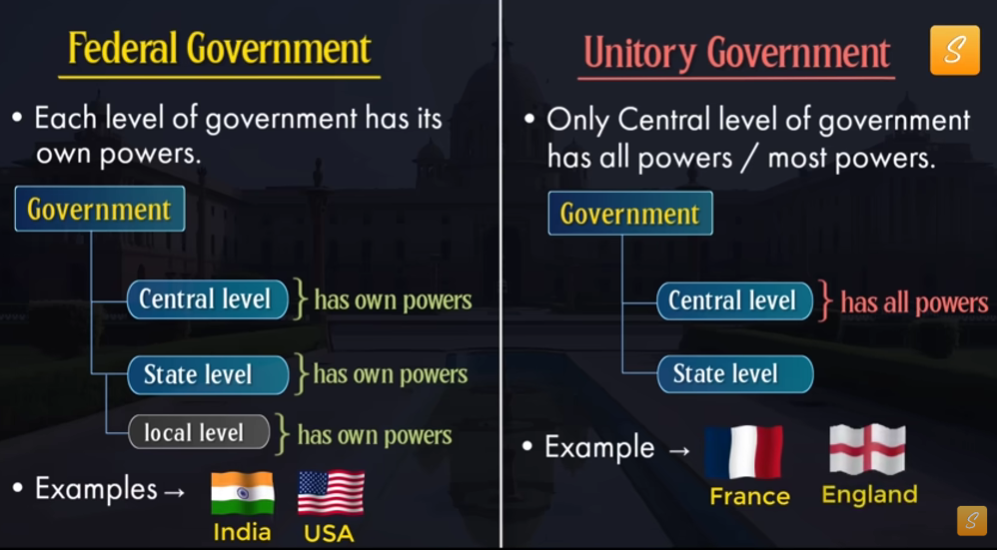 Federal Government
• Each level of government has its
own powers.
Government
Central level } has own powers
State level } has own powers
local level } has own powers
• Examples →
India
USA
Unitory Government
S
• Only Central level of government
has all powers / most powers.
Government
Central level } has all powers
State level
• Example →
France
England
S